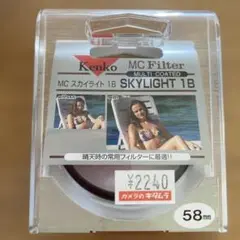 Kenko
MC Filter
MULTI-COATED
MC スカイライト 1B SKYLIGHT 1B
晴天時の常用フィルターに最適!!
¥2240
カメラのキタムラ
58mm